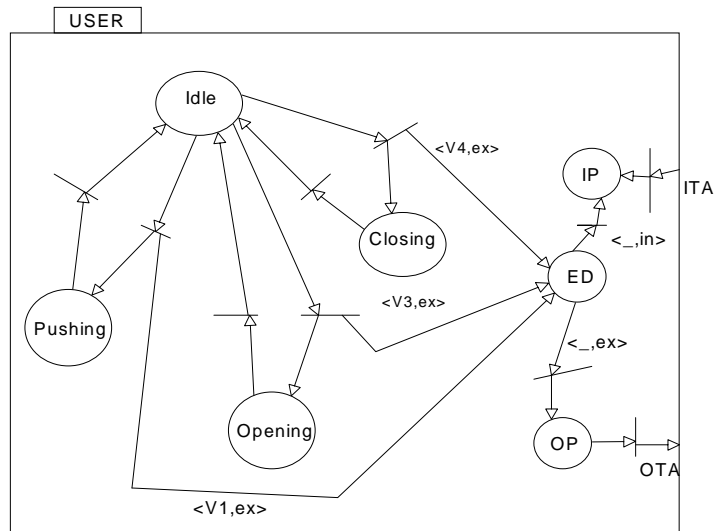 USER
Idle
<V4,ex>
IP
ITA
Closing
<_,in>
ED
<V3,ex>
Pushing
<_,ex>
Opening
OP
OTA
<V1,ex>